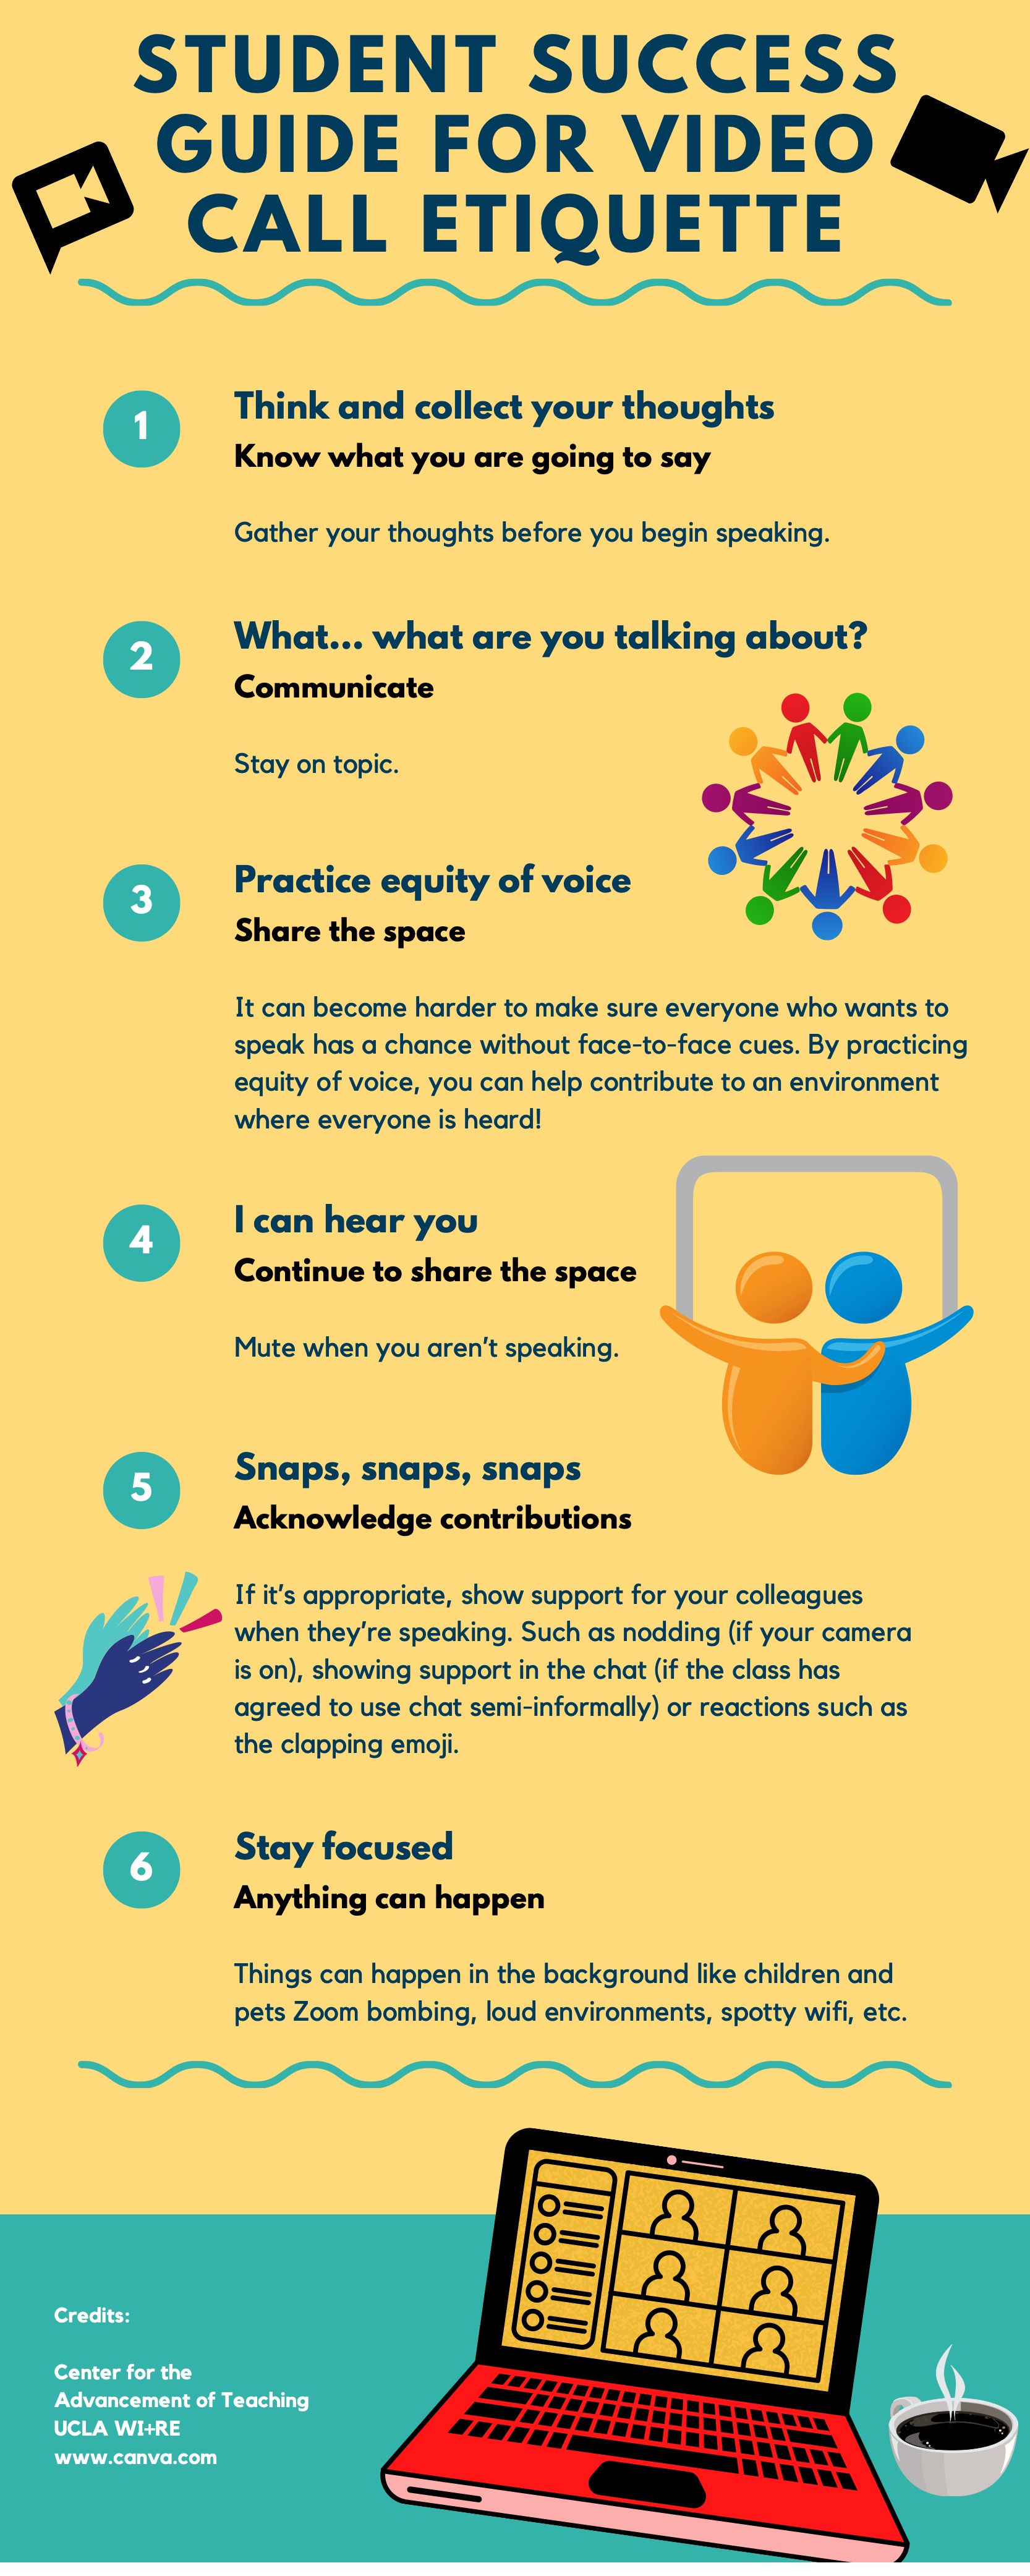 STUDENT SUCCESS
GUIDE FOR VIDEO
CALL ETIQUETTE
1
Think and collect your thoughts
Know what you are going to say
Gather your thoughts before you begin speaking.
2
What... what are you talking about?
Communicate
Stay on topic.
3
Practice equity of voice
Share the space
It can become harder to make sure everyone who wants to
speak has a chance without face-to-face cues. By practicing
equity of voice, you can help contribute to an environment
where everyone is heard!
4
I can hear you
Continue to share the space
Mute when you aren't speaking.
5
Snaps, snaps, snaps
Acknowledge contributions
If it's appropriate, show support for your colleagues
when they're speaking. Such as nodding (if your camera
is on), showing support in the chat (if the class has
agreed to use chat semi-informally) or reactions such as
the clapping emoji.
6
Stay focused
Anything can happen
Things can happen in the background like children and
pets Zoom bombing, loud environments, spotty wifi, etc.
Credits:
Center for the
Advancement of Teaching
UCLA WI+RE
www.canva.com